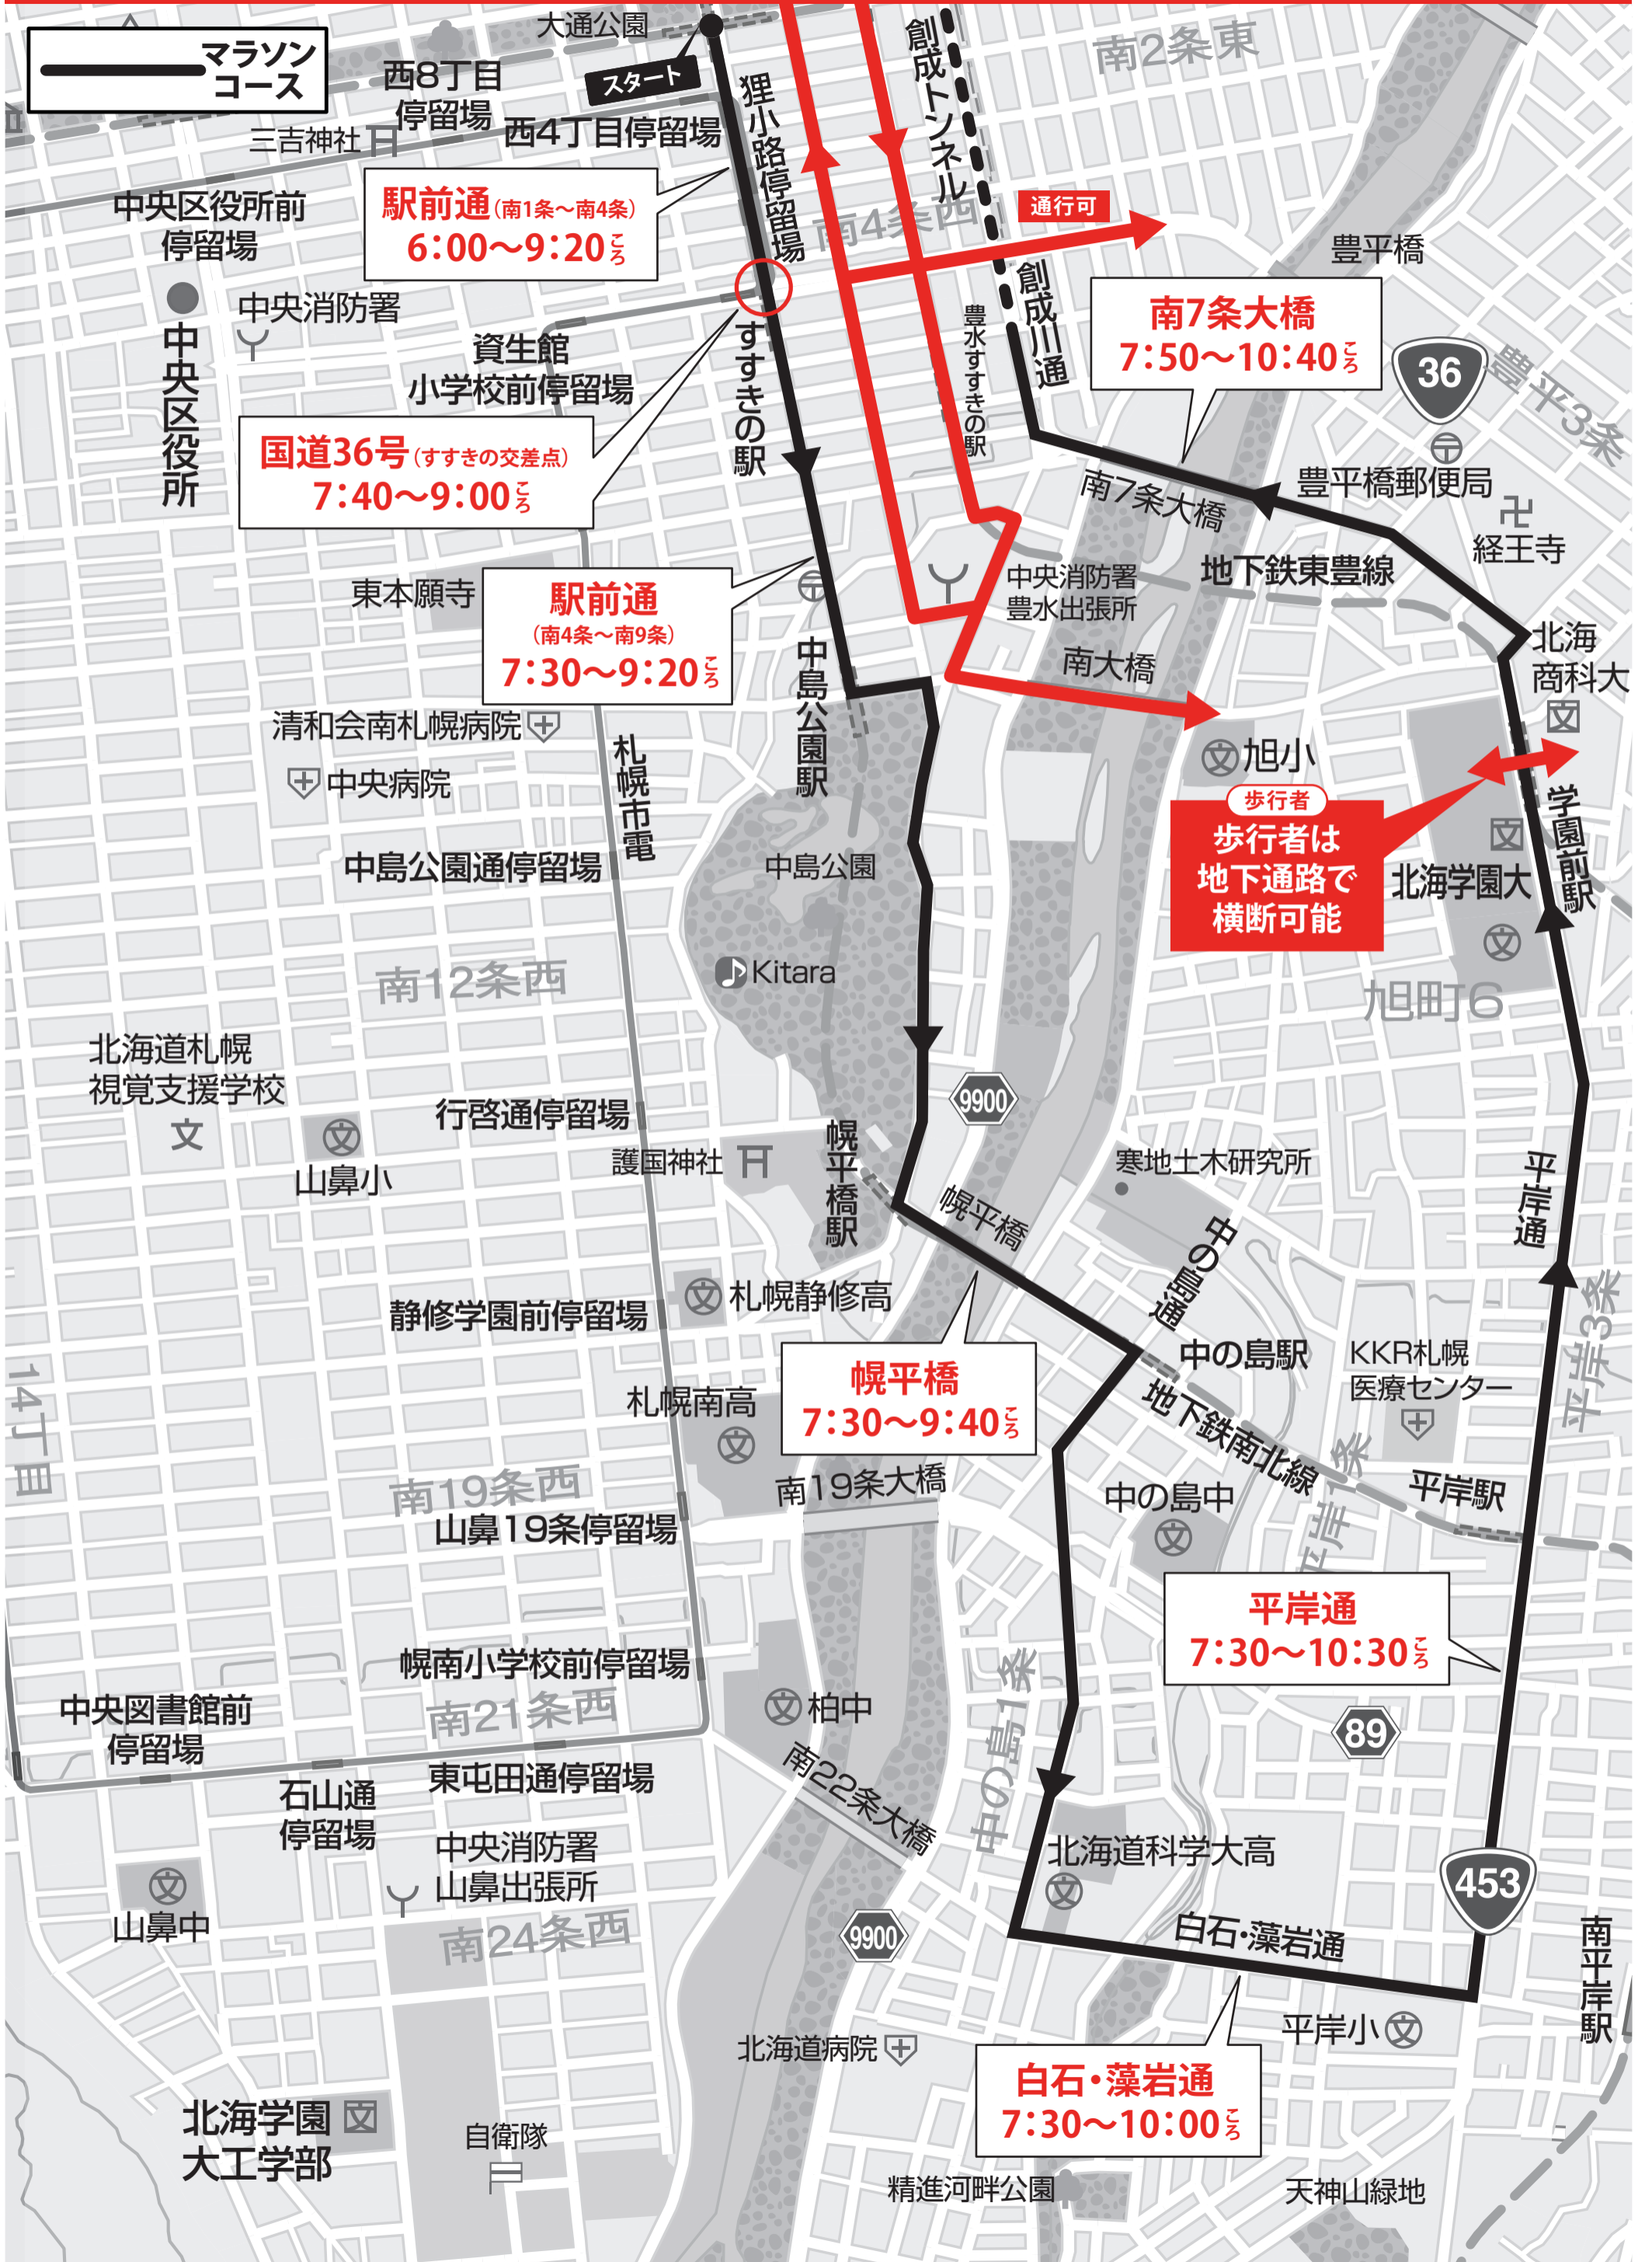 マラソン
コース
大通公園
スタート
西8丁目
停留場
西4丁目停留場
三吉神社
狸小路停留場
創成トンネル
南2条東
中央区役所前
停留場
駅前通(南1条〜南4条)
6:00〜9:20ころ
南4条西
通行可
豊平橋
中央消防署
中央区役所
資生館
小学校前停留場
すすきの駅
豊水すすきの駅
創成川通
南7条大橋
7:50〜10:40ころ
36
豊平3条
国道36号(すすきの交差点)
7:40〜9:00ころ
南7条大橋
豊平橋郵便局
経王寺
地下鉄東豊線
東本願寺
駅前通
(南4条〜南9条)
7:30〜9:20ころ
中央消防署
豊水出張所
南大橋
北海
商科大
中島公園駅
清和会南札幌病院
中央病院
札幌市電
旭小
歩行者
歩行者は
地下通路で
横断可能
学園前駅
中島公園通停留場
中島公園
北海学園大
Kitara
南12条西
旭町6
北海道札幌
視覚支援学校
文
山鼻小
行啓通停留場
9900
護国神社
幌平橋駅
幌平橋
寒地土木研究所
中の島通
平岸通
札幌静修高
静修学園前停留場
14丁目
幌平橋
7:30〜9:40ころ
中の島駅
KKR札幌
医療センター
平岸3条
札幌南高
地下鉄南北線
平岸1条
平岸駅
南19条西
南19条大橋
中の島中
山鼻19条停留場
平岸通
7:30〜10:30ころ
幌南小学校前停留場
南21条西
中央図書館前
停留場
柏中
中の島1条
89
石山通
停留場
東屯田通停留場
南22条大橋
中央消防署
山鼻出張所
北海道科学大高
453
山鼻中
南24条西
9900
白石・藻岩通
南平岸駅
平岸小
北海道病院
白石・藻岩通
7:30〜10:00ころ
北海学園
大工学部
自衛隊
精進河畔公園
天神山緑地